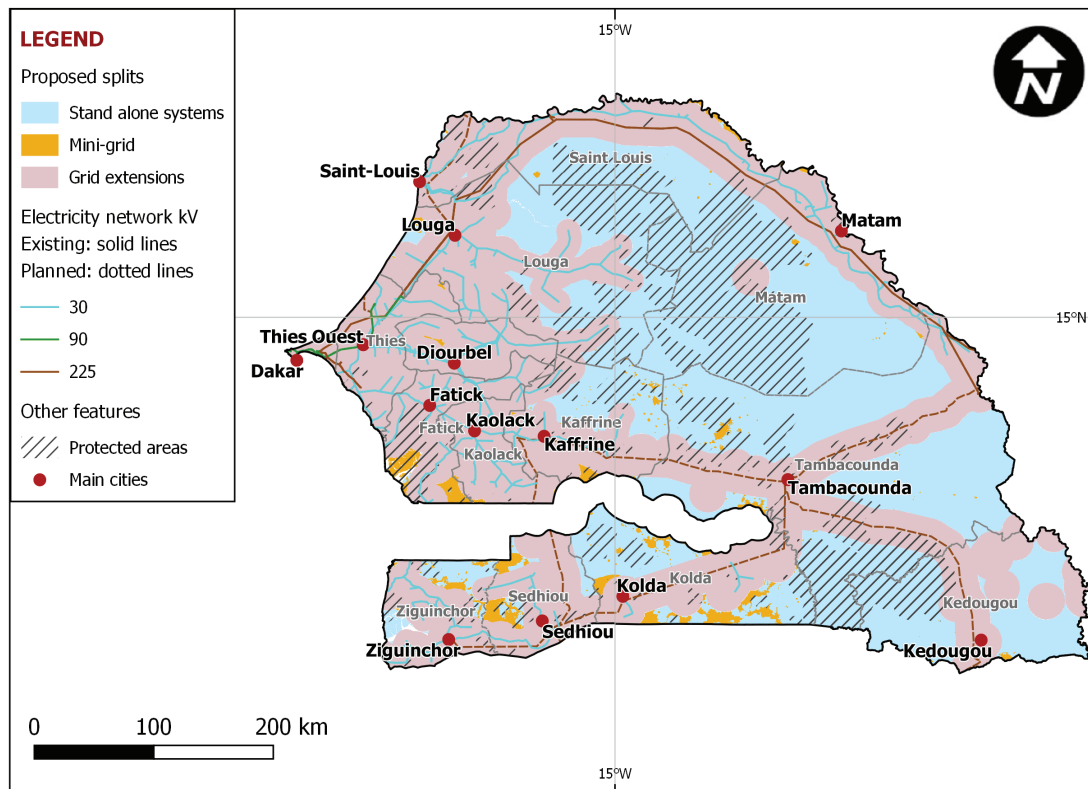 LEGEND
Proposed splits
Stand alone systems
Mini-grid
Grid extensions
Electricity network kV
Existing: solid lines
Planned: dotted lines
30
90
225
Other features
Protected areas
Main cities
15°W
N
Saint-Louis
Saint Louis
Louga
Matam
Louga
Matam
15°N
Thies Ouest
Thies
Diourbel
Dakar
Fatick
Fatick
Kaolack
Kaffrine
Kaolack
Kaffrine
Tambacounda
Tambacounda
Kolda
Kolda
Sedhiou
Ziguinchor
Sedhiou
Kedougou
Ziguinchor
Kedougou
0 100 200 km
15°W